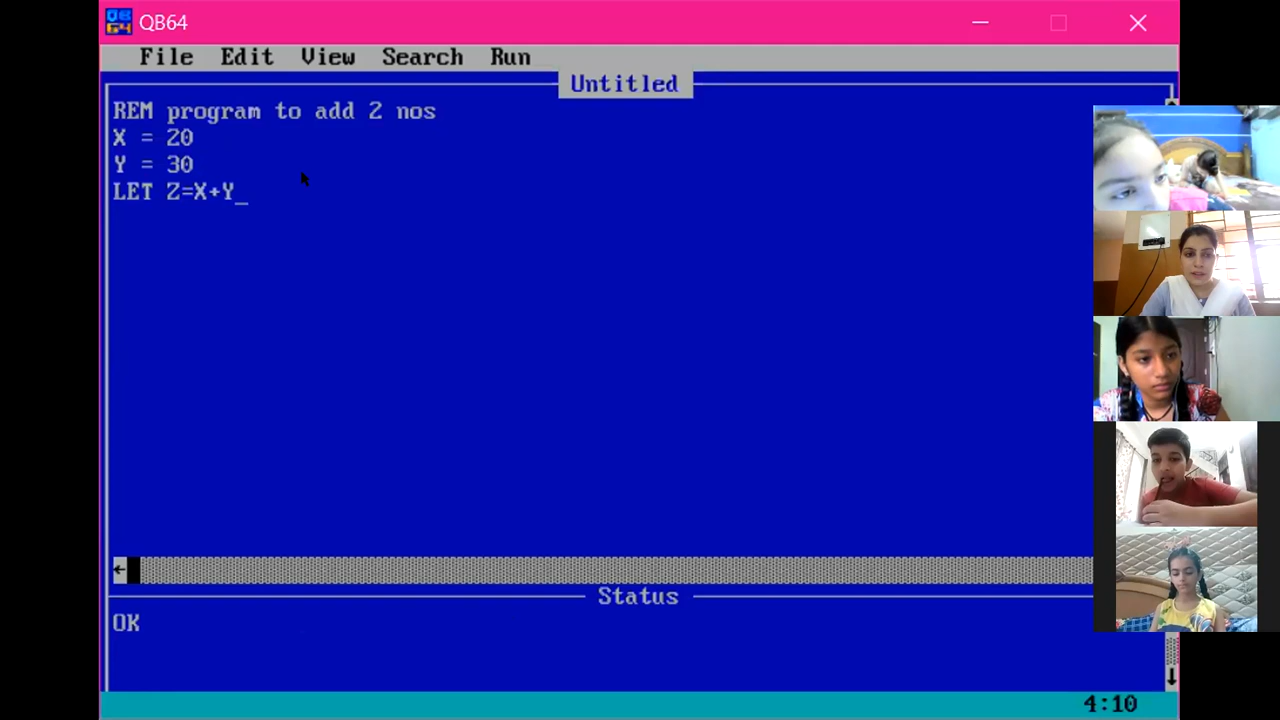 QB64
File Edit View Search Run
Untitled
REM program to add 2 nos
X = 20
Y = 30
LET Z=X+Y_
Status
OK
4:10